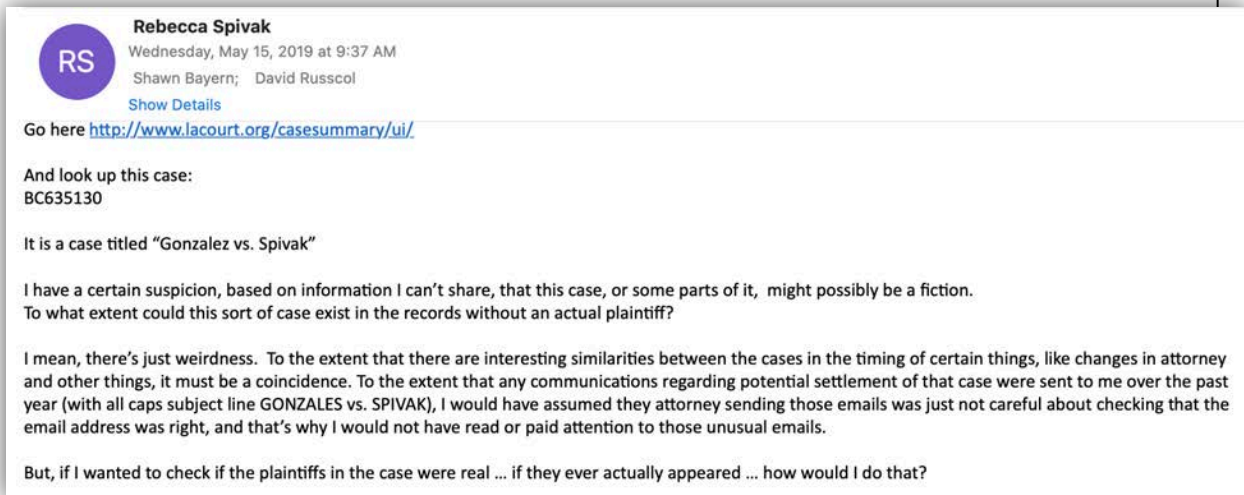 Rebecca Spivak
RS
Wednesday, May 15, 2019 at 9:37 AM
Shawn Bayern; David Russcol
Show Details
Go here http://www.lacourt.org/casesummary/ui/
And look up this case:
BC635130
It is a case titled “Gonzalez vs. Spivak”
I have a certain suspicion, based on information I can’t share, that this case, or some parts of it, might possibly be a fiction.
To what extent could this sort of case exist in the records without an actual plaintiff?
I mean, there’s just weirdness. To the extent that there are interesting similarities between the cases in the timing of certain things, like changes in attorney
and other things, it must be a coincidence. To the extent that any communications regarding potential settlement of that case were sent to me over the past
year (with all caps subject line GONZALES vs. SPIVAK), I would have assumed they attorney sending those emails was just not careful about checking that the
email address was right, and that’s why I would not have read or paid attention to those unusual emails.
But, if I wanted to check if the plaintiffs in the case were real ... if they ever actually appeared ... how would I do that?